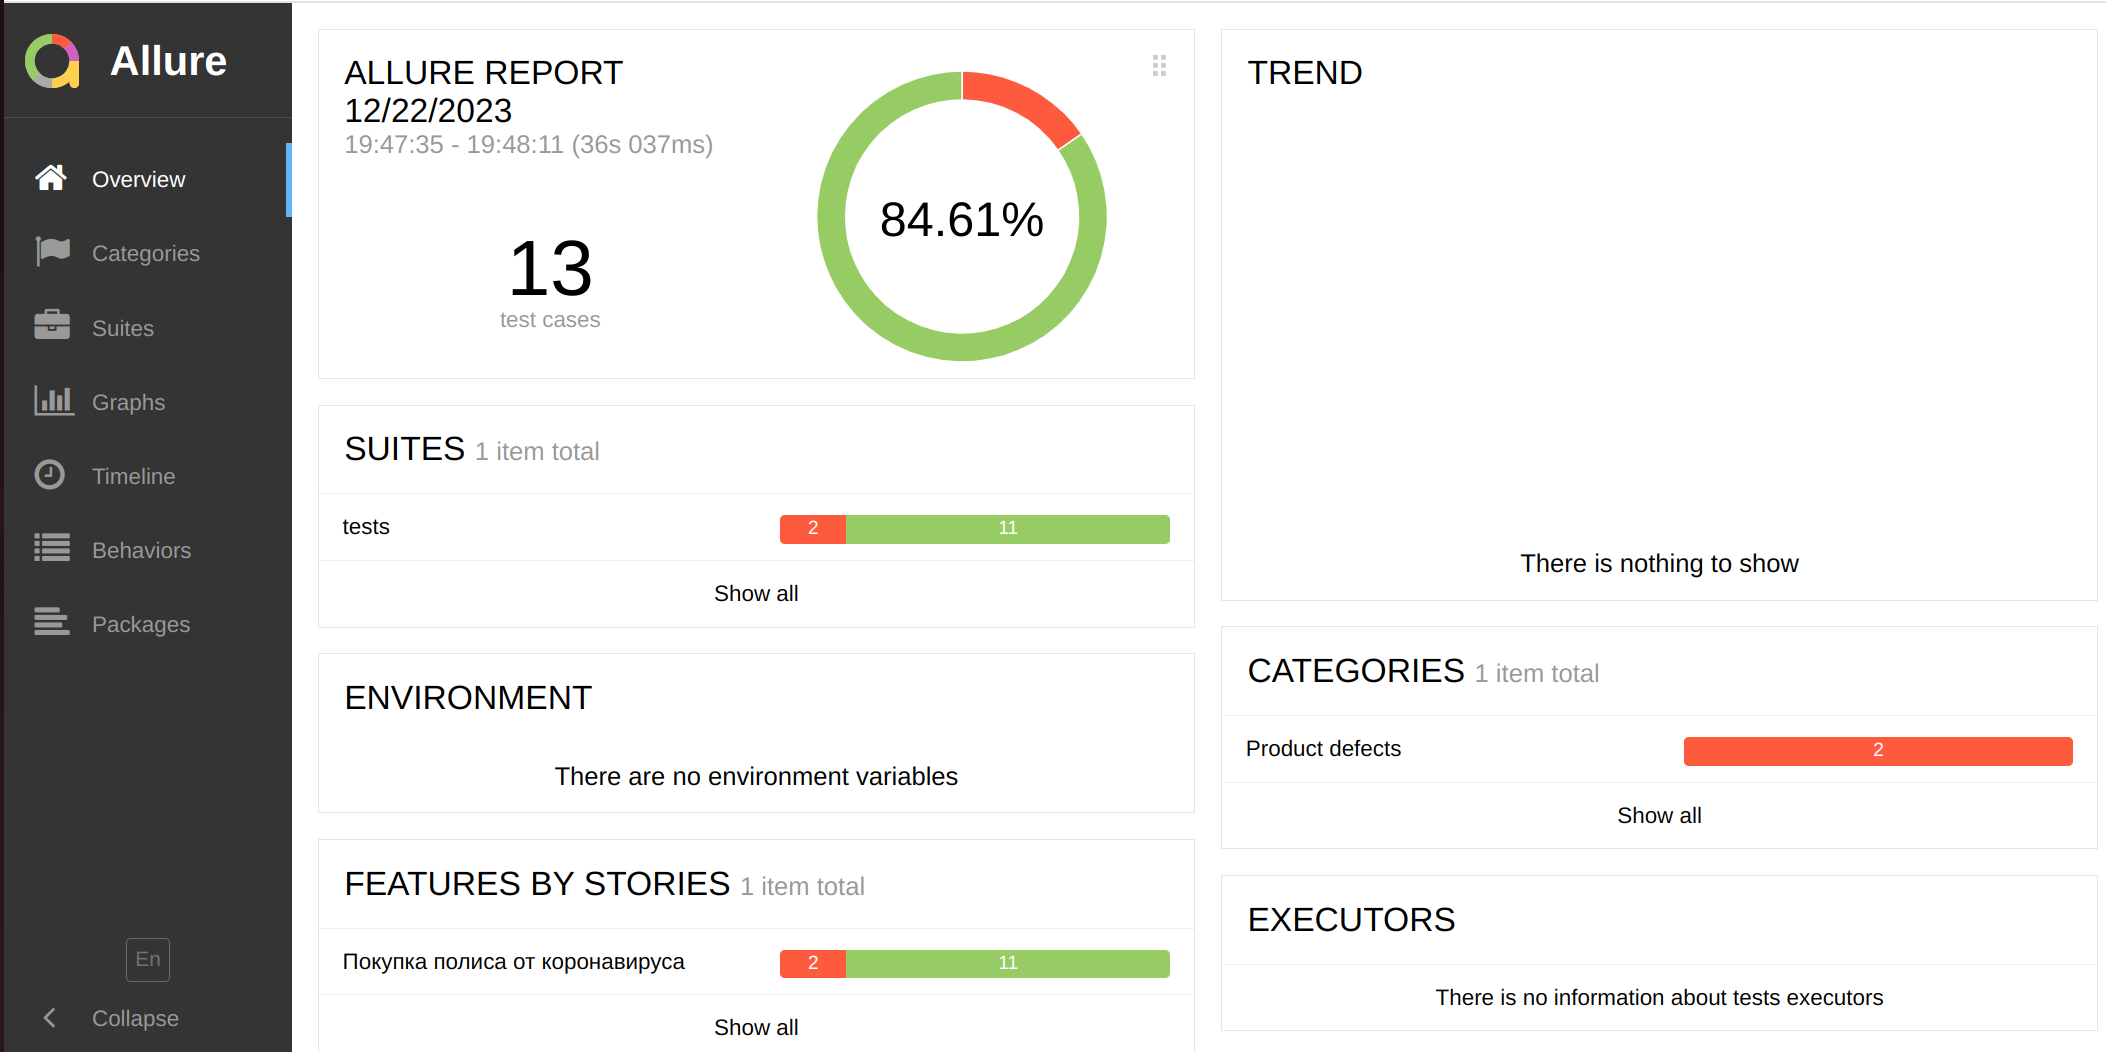 Allure
Overview
Categories
Suites
Graphs
Timeline
Behaviors
Packages
En
Collapse
ALLURE REPORT
12/22/2023
19:47:35 - 19:48:11 (36s 037ms)
13
test cases
84.61%
SUITES 1 item total
tests 2 11
Show all
ENVIRONMENT
There are no environment variables
FEATURES BY STORIES 1 item total
Покупка полиса от коронавируса 2 11
Show all
TREND
There is nothing to show
CATEGORIES 1 item total
Product defects 2
Show all
EXECUTORS
There is no information about tests executors